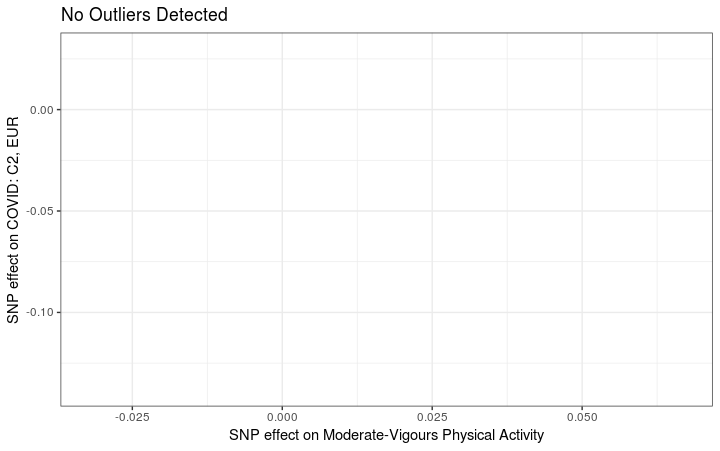 No Outliers Detected
SNP effect on COVID: C2, EUR
0.00
-0.05
-0.10
-0.025
0.000
0.025
0.050
SNP effect on Moderate-Vigours Physical Activity